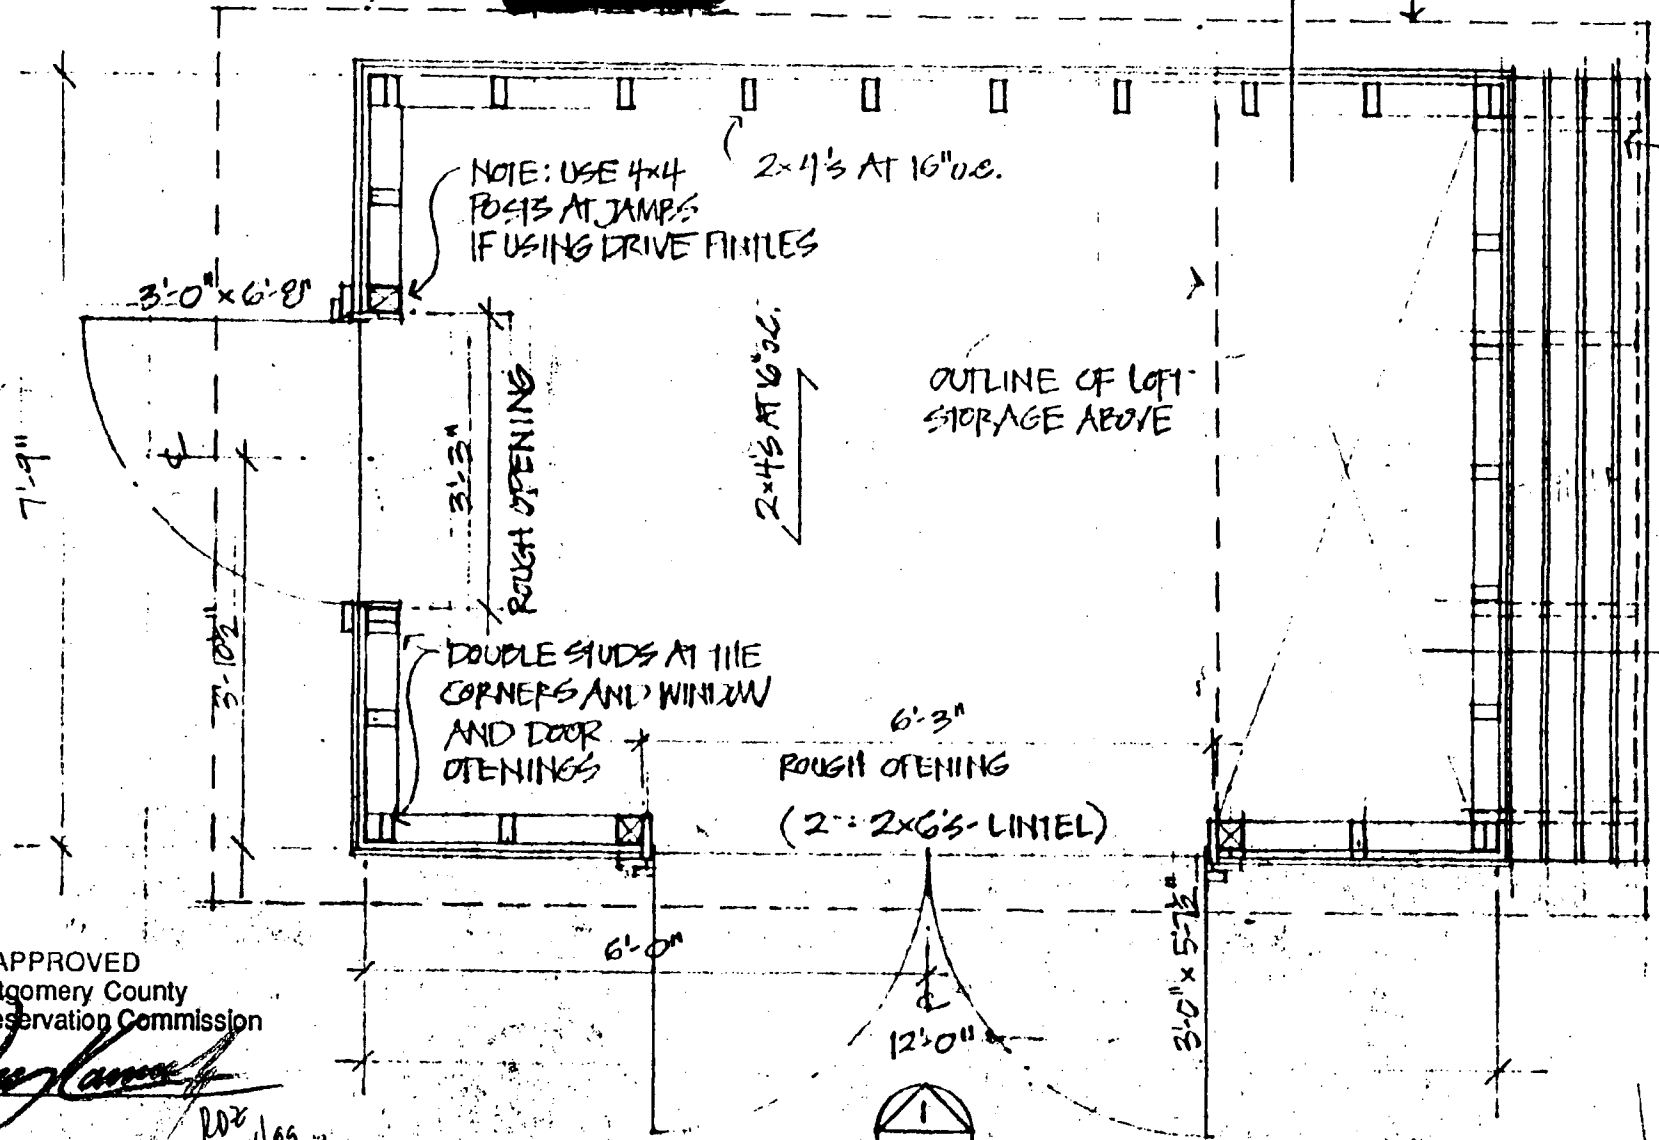 2x4'S AT 16" O.C.
NOTE: USE 4x4
POSTS AT JAMBS
IF USING DRIVE PINTLES
3'-0" x 6'-8"
2x4'S AT 16" O.C.
OUTLINE OF LOFT
STORAGE ABOVE
7'-9"
℄
3'-3"
ROUGH OPENING
3'-10½"
DOUBLE STUDS AT THE
CORNERS AND WINDOW
AND DOOR
OPENINGS
6'-3"
ROUGH OPENING
(2 - 2x6'S - LINTEL)
3'-0" x 5'-7½"
6'-0"
℄
12'-0"
1
APPROVED
tgomery County
eservation Commission